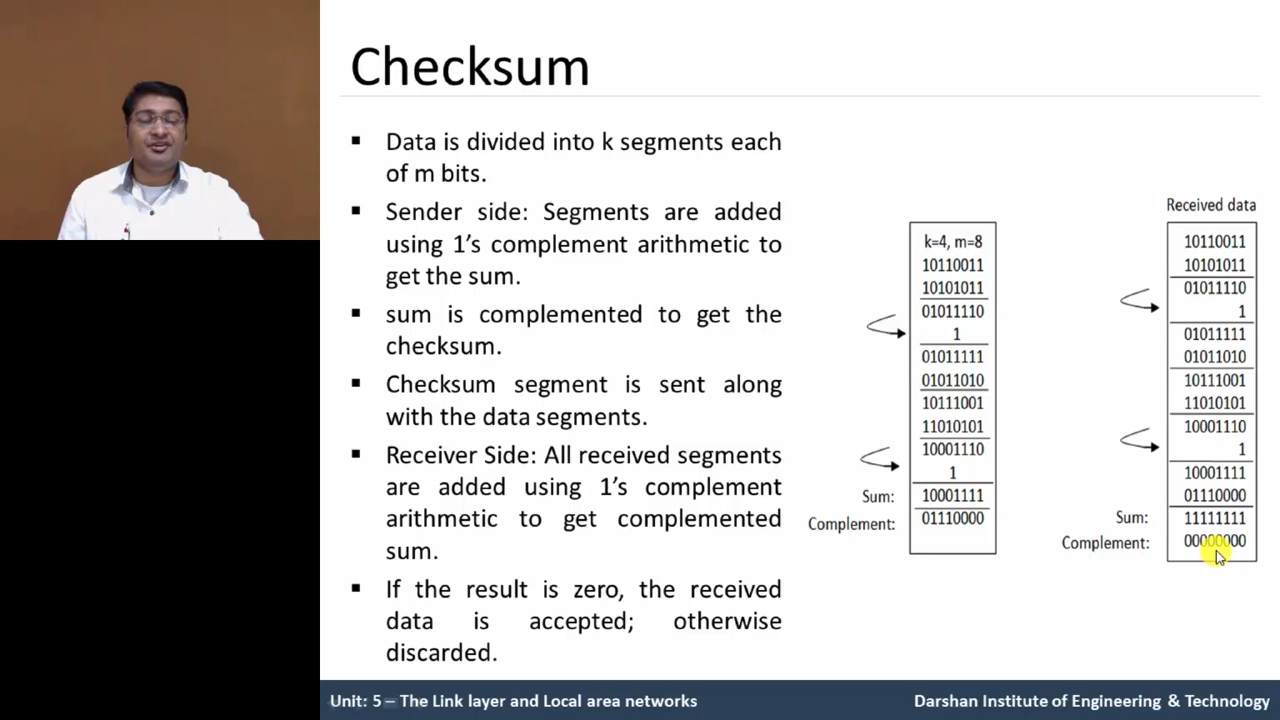 Checksum
▪ Data is divided into k segments each
of m bits.
▪ Sender side: Segments are added
using 1’s complement arithmetic to
get the sum.
▪ sum is complemented to get the
checksum.
▪ Checksum segment is sent along
with the data segments.
▪ Receiver Side: All received segments
are added using 1’s complement
arithmetic to get complemented
sum.
▪ If the result is zero, the received
data is accepted; otherwise
discarded.
k=4, m=8
10110011
10101011
01011110
1
01011111
01011010
10111001
11010101
10001110
1
Sum: 10001111
Complement: 01110000
Received data
10110011
10101011
01011110
1
01011111
01011010
10111001
11010101
10001110
1
10001111
01110000
Sum: 11111111
Complement: 00000000
Unit: 5 – The Link layer and Local area networks
Darshan Institute of Engineering & Technology